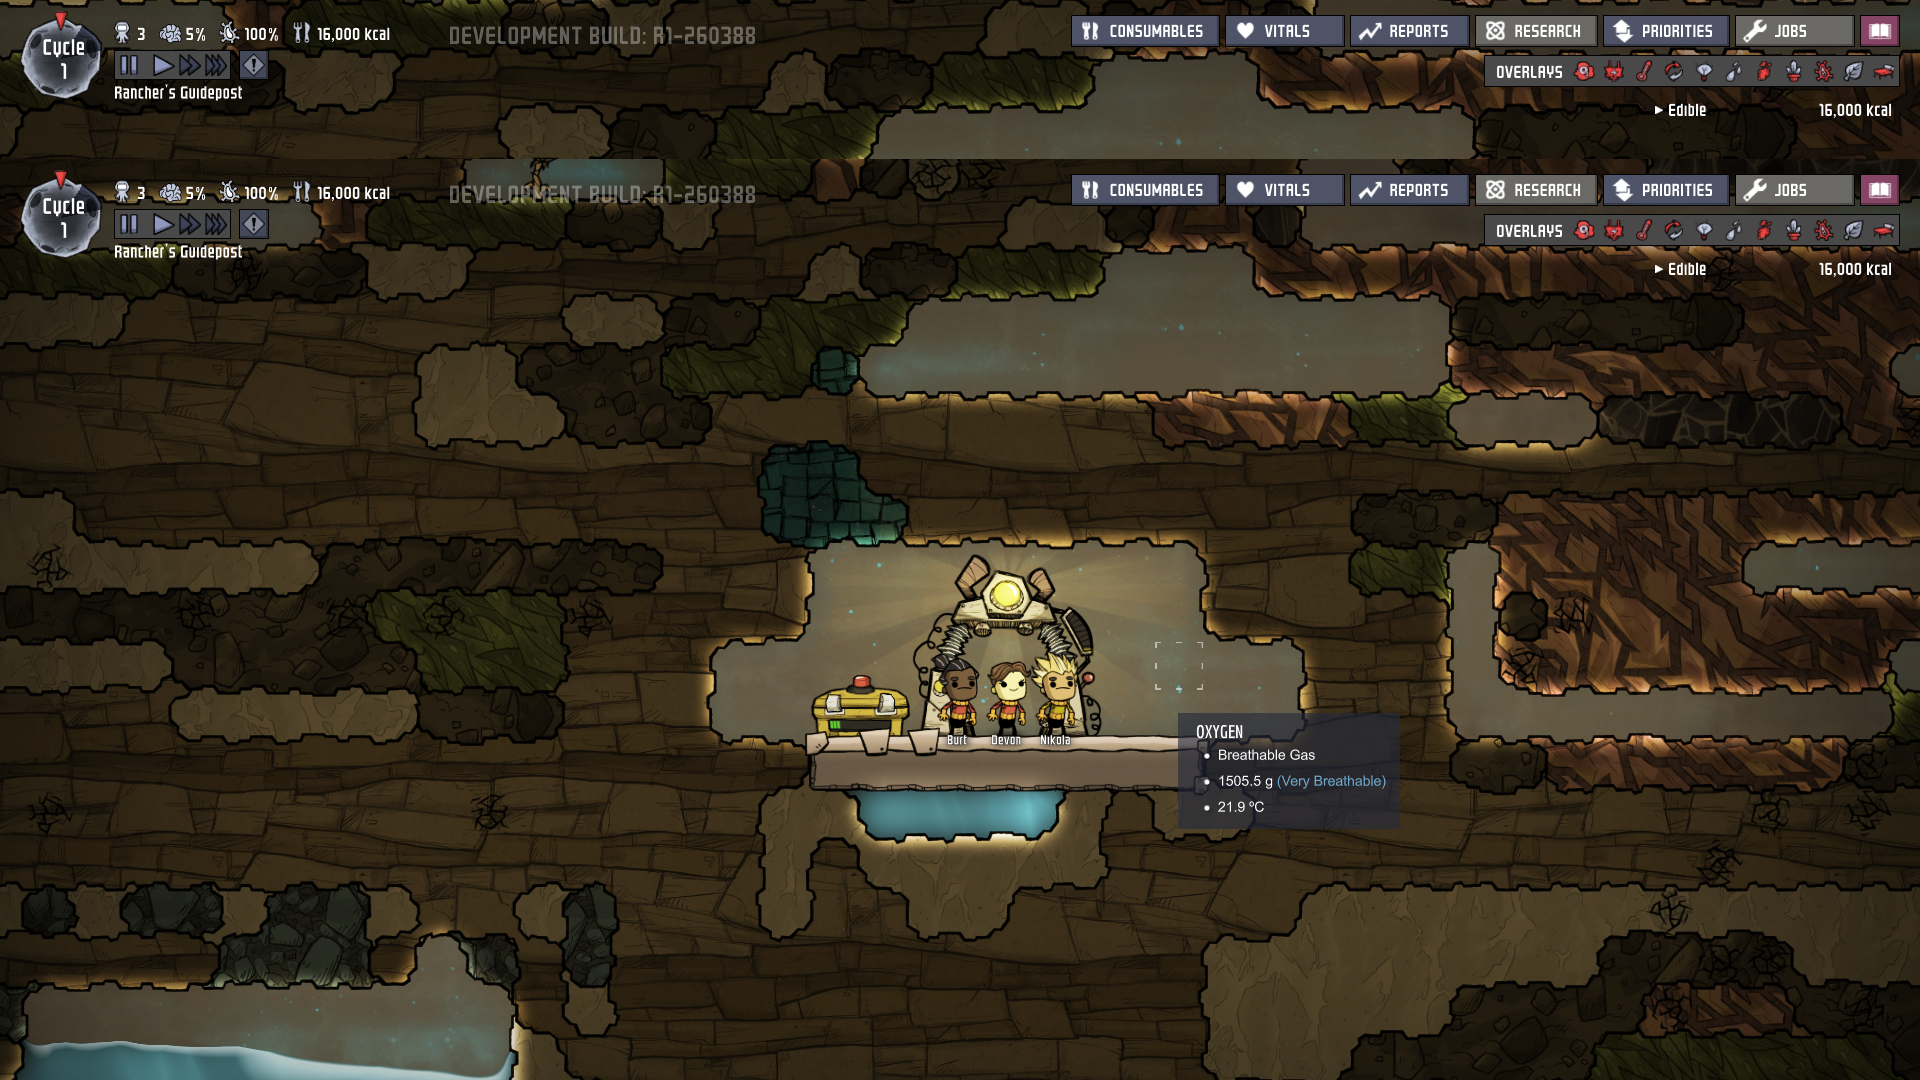 Cycle
1
3 5% 100% 16,000 kcal
Rancher's Guidepost
DEVELOPMENT BUILD: R1-260388
CONSUMABLES VITALS REPORTS RESEARCH PRIORITIES JOBS
OVERLAYS
Edible 16,000 kcal
Cycle
1
3 5% 100% 16,000 kcal
Rancher's Guidepost
DEVELOPMENT BUILD: R1-260388
CONSUMABLES VITALS REPORTS RESEARCH PRIORITIES JOBS
OVERLAYS
Edible 16,000 kcal
Burt Devon Nikola
OXYGEN
• Breathable Gas
• 1505.5 g (Very Breathable)
• 21.9 ºC